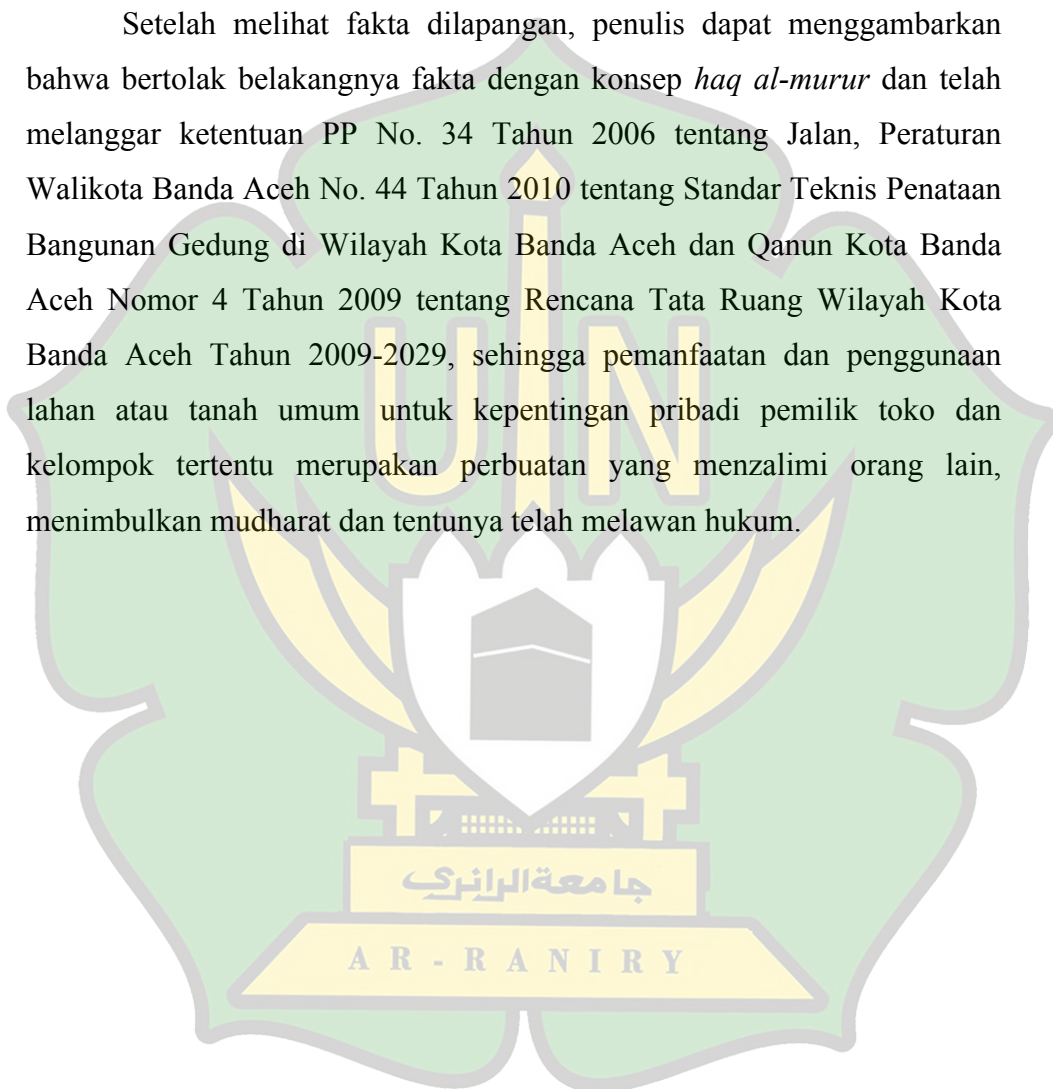 Setelah melihat fakta dilapangan, penulis dapat menggambarkan
bahwa bertolak belakangnya fakta dengan konsep haq al-murur dan telah
melanggar ketentuan PP No. 34 Tahun 2006 tentang Jalan, Peraturan
Walikota Banda Aceh No. 44 Tahun 2010 tentang Standar Teknis Penataan
Bangunan Gedung di Wilayah Kota Banda Aceh dan Qanun Kota Banda
Aceh Nomor 4 Tahun 2009 tentang Rencana Tata Ruang Wilayah Kota
Banda Aceh Tahun 2009-2029, sehingga pemanfaatan dan penggunaan
lahan atau tanah umum untuk kepentingan pribadi pemilik toko dan
kelompok tertentu merupakan perbuatan yang menzalimi orang lain,
menimbulkan mudharat dan tentunya telah melawan hukum.
UIN
جامعة الرانري
AR-RANIRY